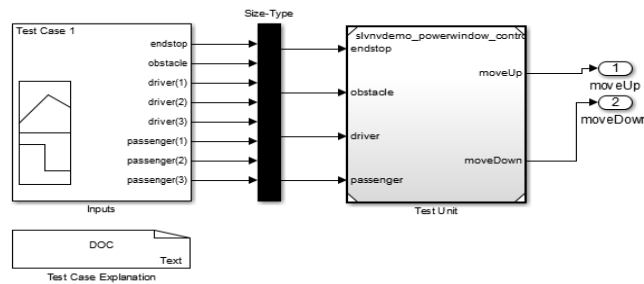 Size-Type
Test Case 1
slvnvdemo_powerwindow_contro
endstop
endstop
obstacle
driver(1)
moveUp
1
moveUp
driver(2)
obstacle
driver(3)
2
moveDown
passenger(1)
driver
passenger(2)
moveDown
passenger(3)
passenger
Inputs
Test Unit
DOC
Text
Test Case Explanation